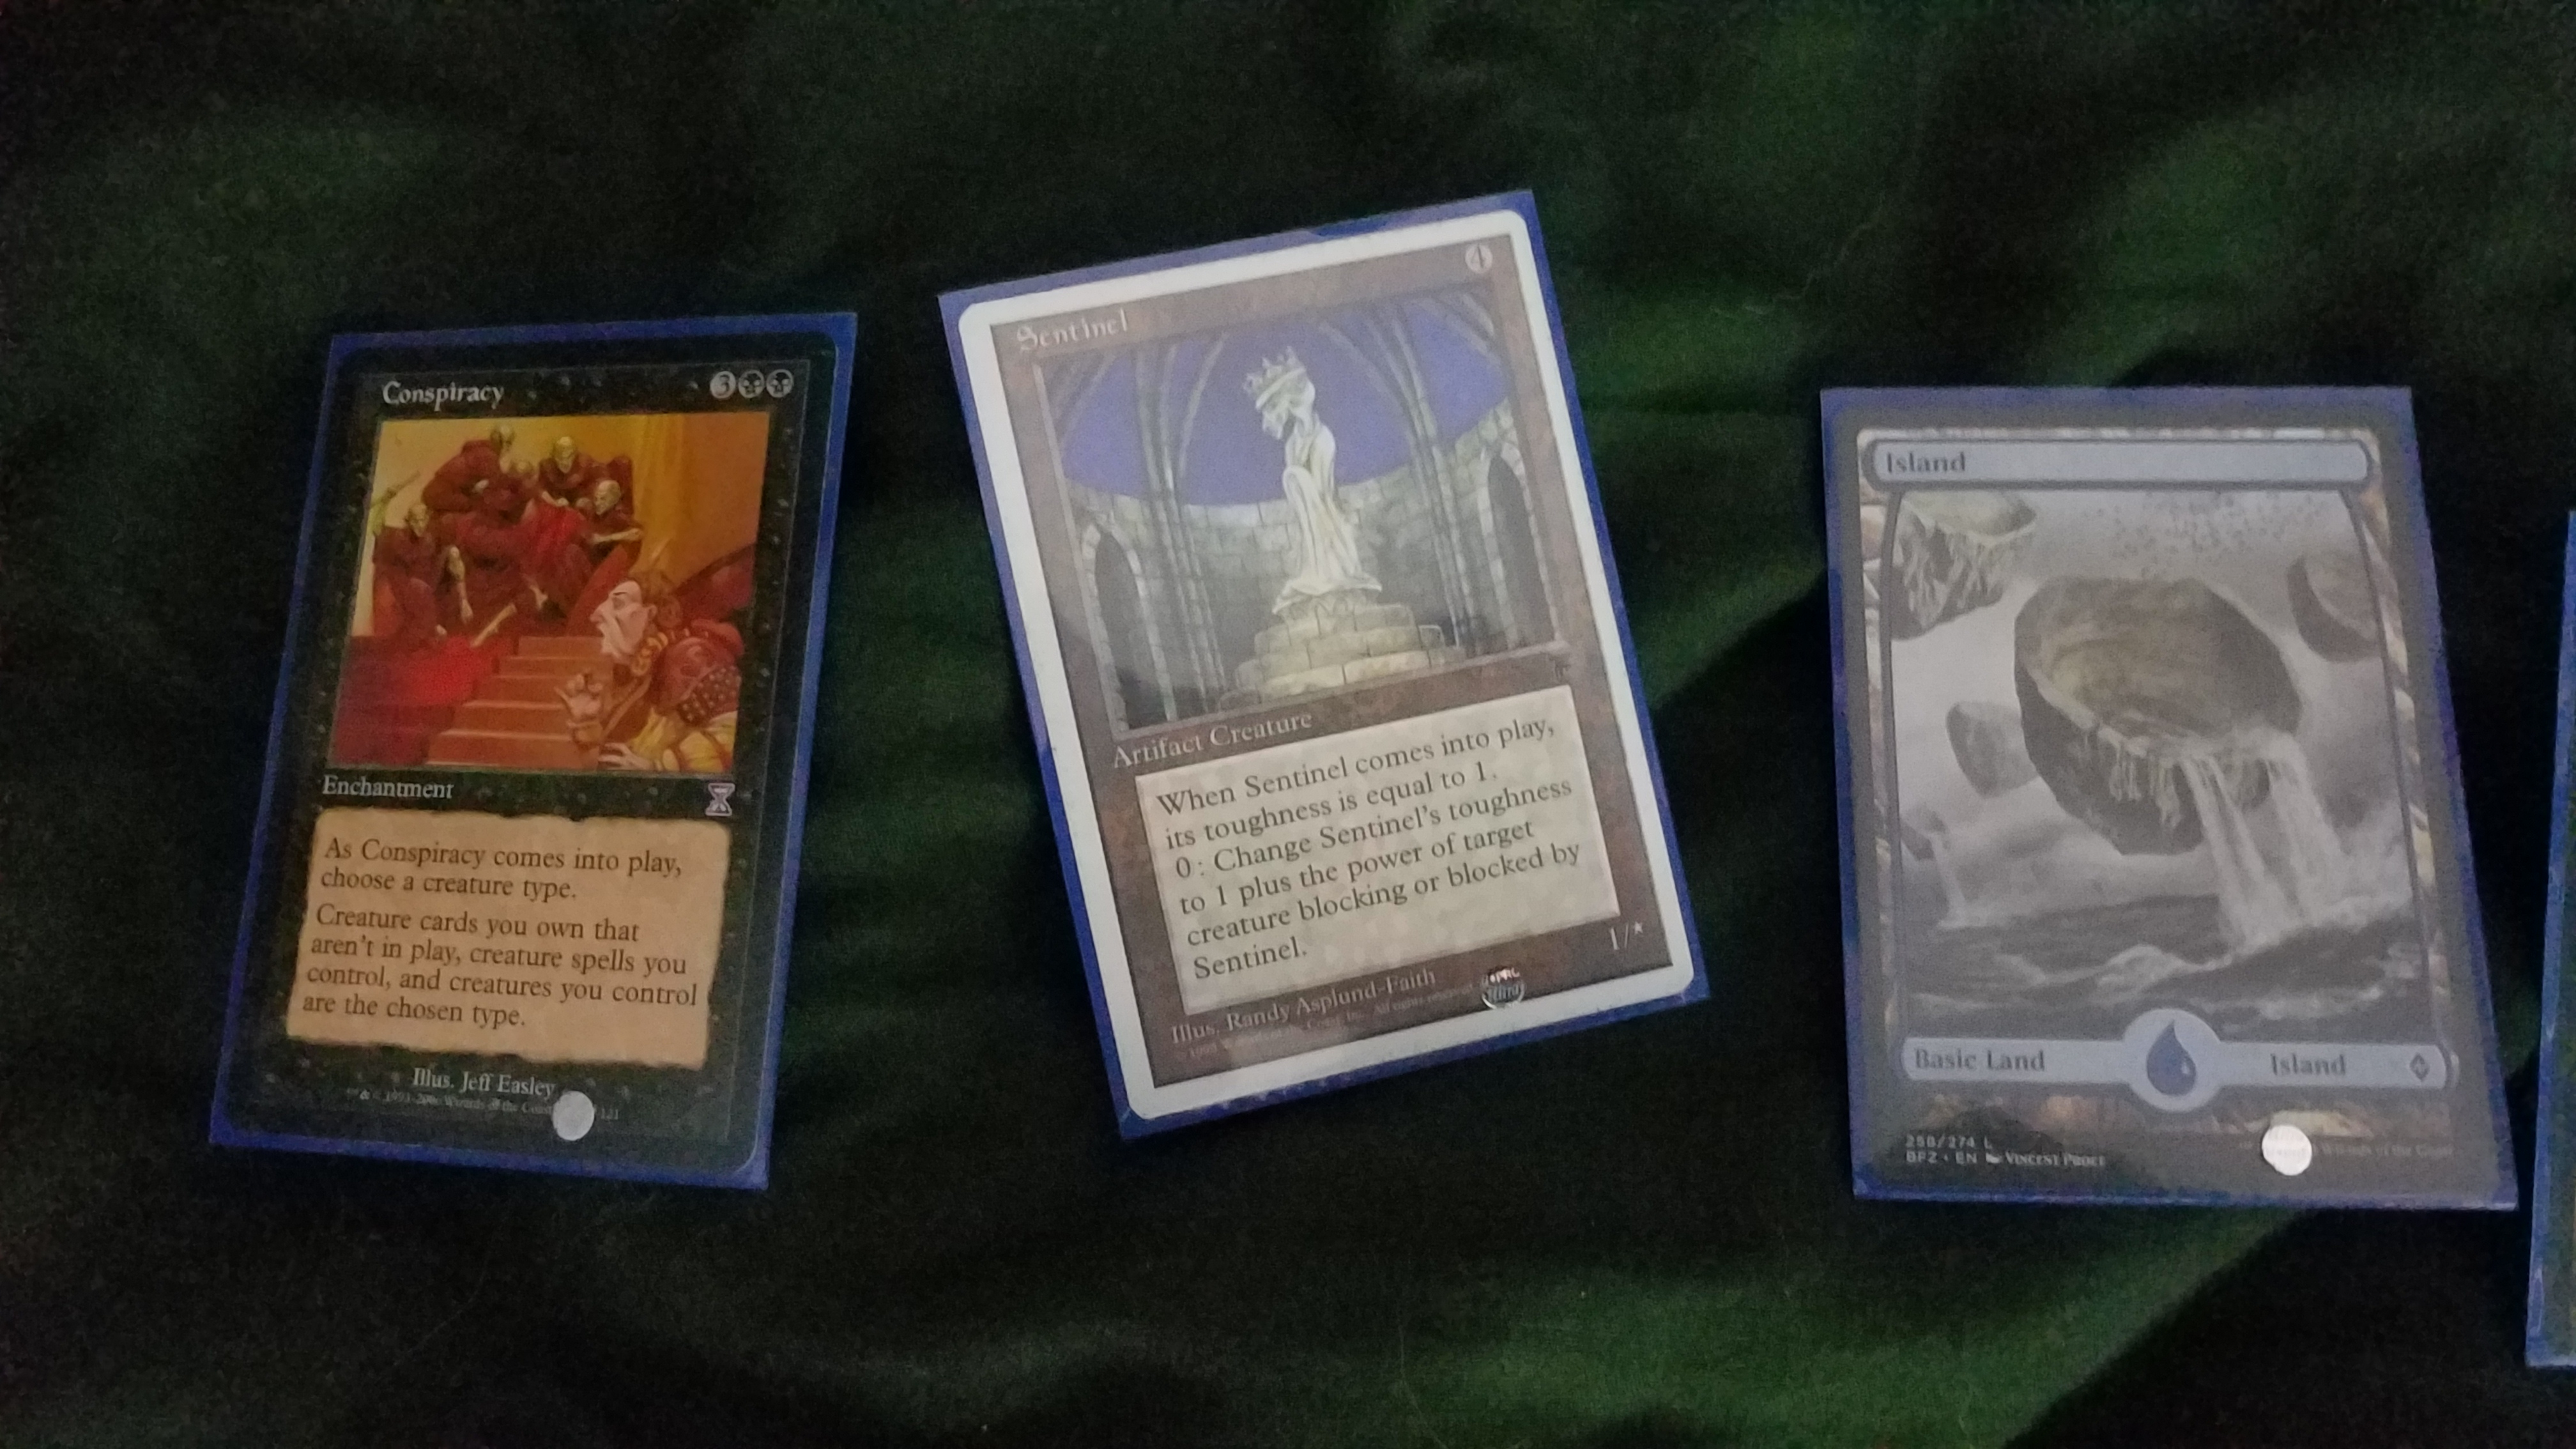 Conspiracy
Enchantment
As Conspiracy comes into play,
choose a creature type.
Creature cards you own that
aren't in play, creature spells you
control, and creatures you control
are the chosen type.
Illus. Jeff Easley
Sentinel
4
Artifact Creature
When Sentinel comes into play,
its toughness is equal to 1.
0: Change Sentinel's toughness
to 1 plus the power of target
creature blocking or blocked by
Sentinel.
1/*
Illus. Randy Asplund-Faith
Island
Basic Land
Island
/274 L
EN Vincent Proce